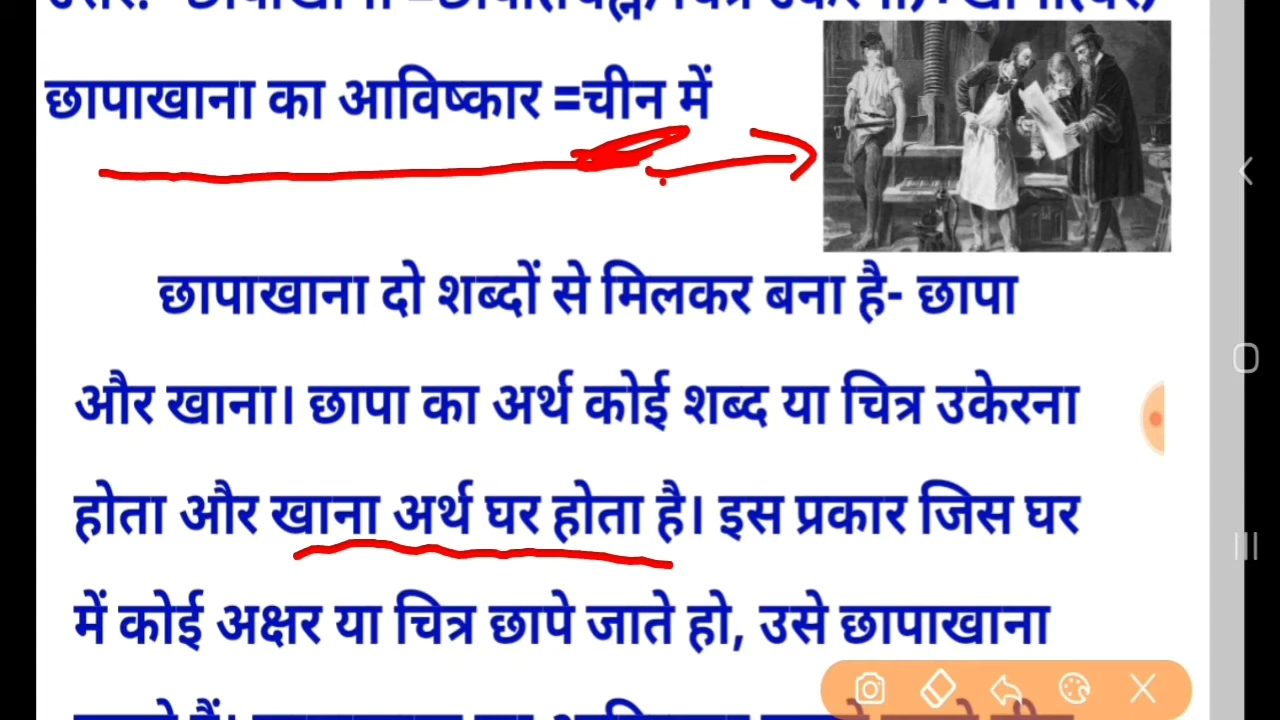 छापाखाना का आविष्कार =चीन में
छापाखाना दो शब्दों से मिलकर बना है- छापा
और खाना। छापा का अर्थ कोई शब्द या चित्र उकेरना
होता और खाना अर्थ घर होता है। इस प्रकार जिस घर
में कोई अक्षर या चित्र छापे जाते हो, उसे छापाखाना